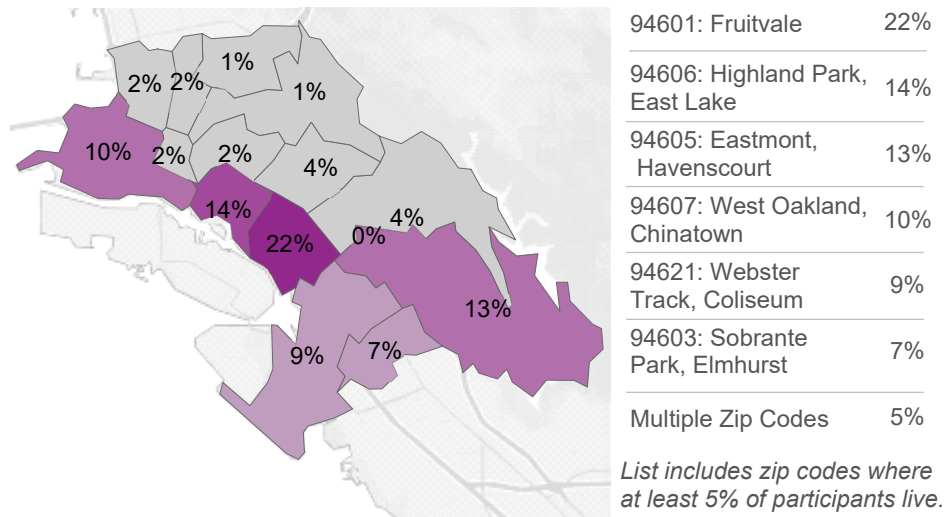 1%
2%
2%
1%
10%
2%
2%
4%
14%
4%
0%
22%
13%
9%
7%
94601: Fruitvale 22%
94606: Highland Park,
East Lake 14%
94605: Eastmont,
Havenscourt 13%
94607: West Oakland,
Chinatown 10%
94621: Webster
Track, Coliseum 9%
94603: Sobrante
Park, Elmhurst 7%
Multiple Zip Codes 5%
List includes zip codes where
at least 5% of participants live.